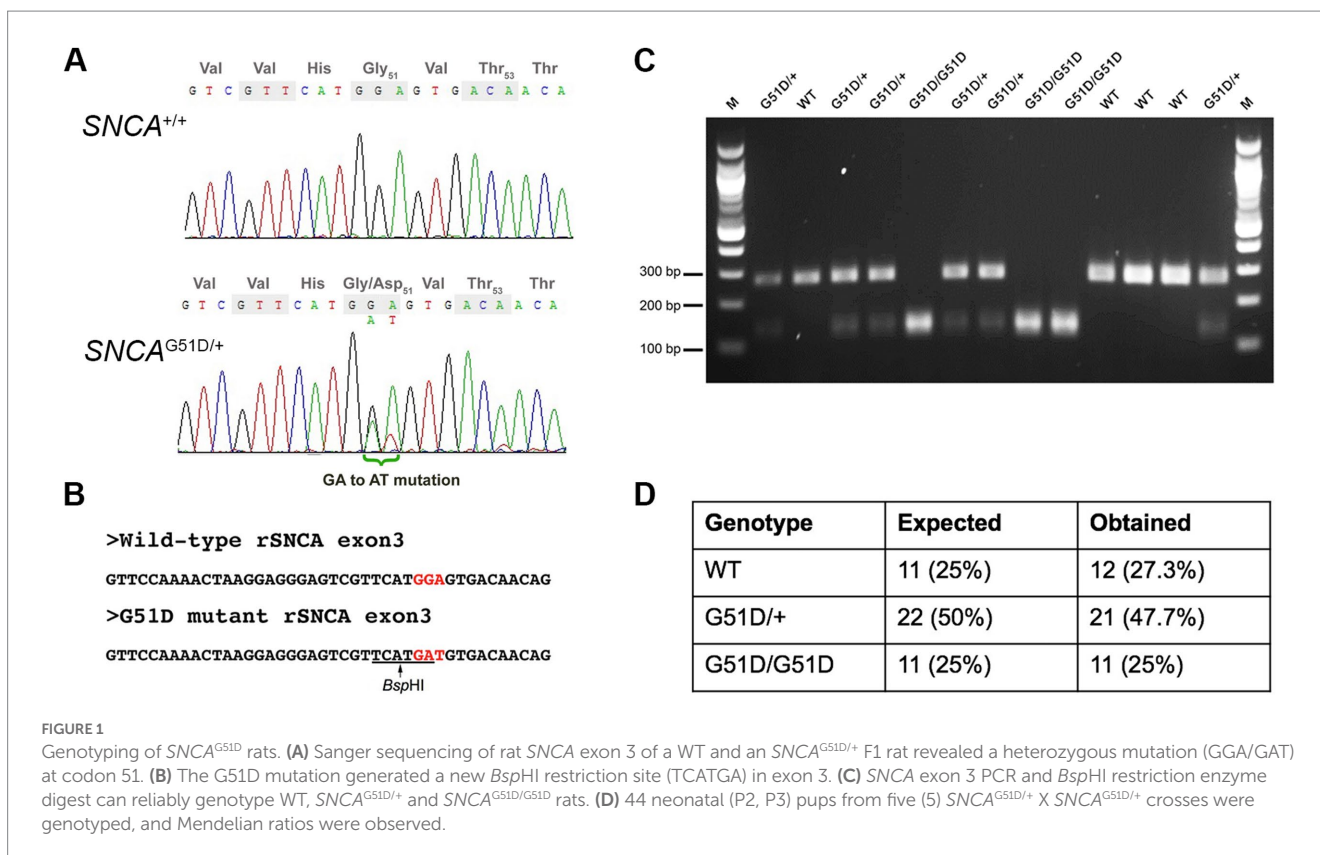 A
Val Val His Gly51 Val Thr53 Thr
G T C G T T C A T G G A G T G A C A A C A
SNCA+/+
Val Val His Gly/Asp51 Val Thr53 Thr
G T C G T T C A T G G A G T G A C A A C A
A T
SNCAG51D/+
GA to AT mutation
B
>Wild-type rSNCA exon3
GTTCCAAAACTAAGGAGGGAGTCGTTCATGGAGTGACAACAG
>G51D mutant rSNCA exon3
GTTCCAAAACTAAGGAGGGAGTCGTTCATGATGTGACAACAG
BspHI
C
M G51D/+ WT G51D/+ G51D/+ G51D/G51D G51D/+ G51D/+ G51D/G51D G51D/G51D WT WT WT G51D/+ M
300 bp
200 bp
100 bp
D
Genotype Expected Obtained
WT 11 (25%) 12 (27.3%)
G51D/+ 22 (50%) 21 (47.7%)
G51D/G51D 11 (25%) 11 (25%)
FIGURE 1
Genotyping of SNCAG51D rats. (A) Sanger sequencing of rat SNCA exon 3 of a WT and an SNCAG51D/+ F1 rat revealed a heterozygous mutation (GGA/GAT)
at codon 51. (B) The G51D mutation generated a new BspHI restriction site (TCATGA) in exon 3. (C) SNCA exon 3 PCR and BspHI restriction enzyme
digest can reliably genotype WT, SNCAG51D/+ and SNCAG51D/G51D rats. (D) 44 neonatal (P2, P3) pups from five (5) SNCAG51D/+ X SNCAG51D/+ crosses were
genotyped, and Mendelian ratios were observed.